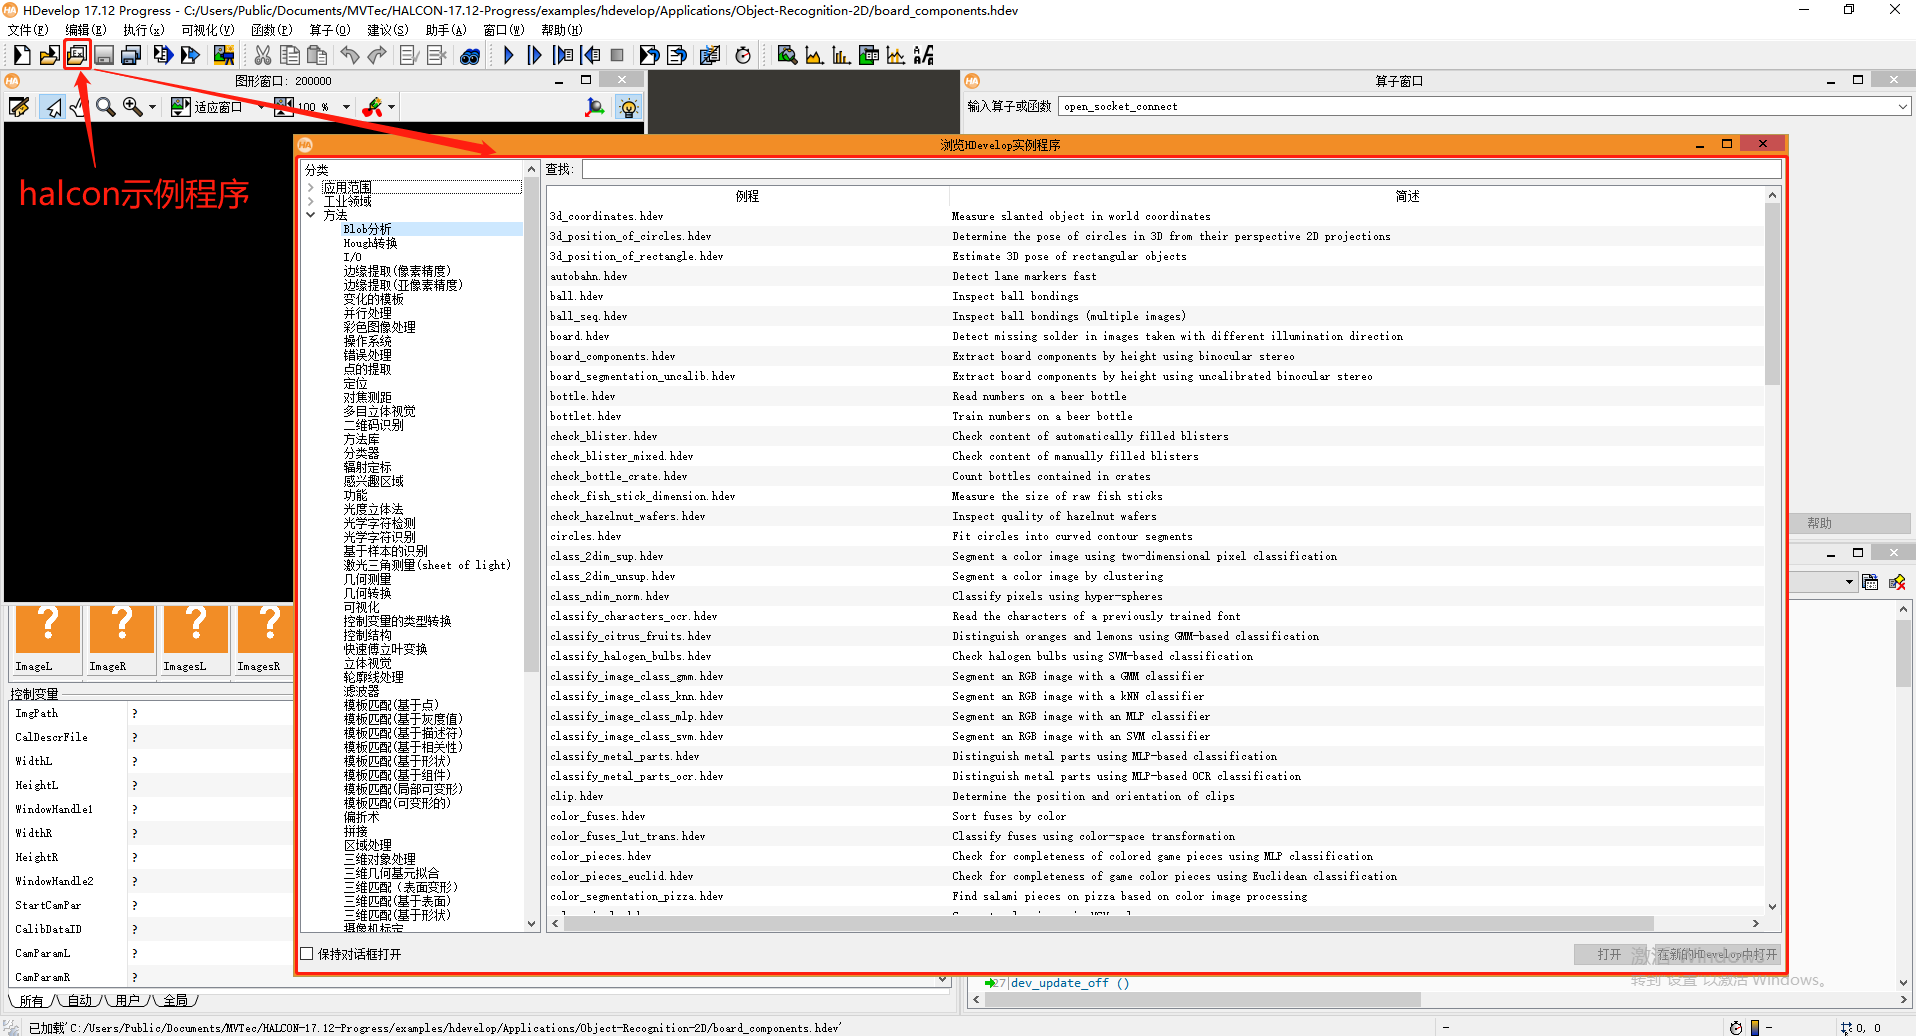 HDevelop 17.12 Progress - C:/Users/Public/Documents/MVTec/HALCON-17.12-Progress/examples/hdevelop/Applications/Object-Recognition-2D/board_components.hdev
文件(F) 编辑(E) 执行(x) 可视化(V) 函数(P) 算子(O) 建议(S) 助手(A) 窗口(W) 帮助(H)
图形窗口: 200000
适应窗口 100 %
算子窗口
输入算子或函数 open_socket_connect
halcon示例程序
浏览HDevelop实例程序
分类
应用范围
工业领域
方法
Blob分析
Hough转换
I/O
边缘提取(像素精度)
边缘提取(亚像素精度)
变化的模板
并行处理
彩色图像处理
操作系统
错误处理
点的提取
定位
对焦测距
多目立体视觉
二维码识别
方法库
分类器
辐射定标
感兴趣区域
功能
光度立体法
光学字符检测
光学字符识别
基于样本的识别
激光三角测量(sheet of light)
几何测量
几何转换
可视化
控制变量的类型转换
控制结构
快速傅立叶变换
立体视觉
轮廓线处理
滤波器
模板匹配(基于点)
模板匹配(基于灰度值)
模板匹配(基于描述符)
模板匹配(基于相关性)
模板匹配(基于形状)
模板匹配(基于组件)
模板匹配(局部可变形)
模板匹配(可变形的)
偏折术
拼接
区域处理
三维对象处理
三维几何基元拟合
三维匹配（表面变形)
三维匹配(基于表面)
三维匹配(基于形状)
摄像机标定
查找:
例程 简述
3d_coordinates.hdev Measure slanted object in world coordinates
3d_position_of_circles.hdev Determine the pose of circles in 3D from their perspective 2D projections
3d_position_of_rectangle.hdev Estimate 3D pose of rectangular objects
autobahn.hdev Detect lane markers fast
ball.hdev Inspect ball bondings
ball_seq.hdev Inspect ball bondings (multiple images)
board.hdev Detect missing solder in images taken with different illumination direction
board_components.hdev Extract board components by height using binocular stereo
board_segmentation_uncalib.hdev Extract board components by height using uncalibrated binocular stereo
bottle.hdev Read numbers on a beer bottle
bottlet.hdev Train numbers on a beer bottle
check_blister.hdev Check content of automatically filled blisters
check_blister_mixed.hdev Check content of manually filled blisters
check_bottle_crate.hdev Count bottles contained in crates
check_fish_stick_dimension.hdev Measure the size of raw fish sticks
check_hazelnut_wafers.hdev Inspect quality of hazelnut wafers
circles.hdev Fit circles into curved contour segments
class_2dim_sup.hdev Segment a color image using two-dimensional pixel classification
class_2dim_unsup.hdev Segment a color image by clustering
class_ndim_norm.hdev Classify pixels using hyper-spheres
classify_characters_ocr.hdev Read the characters of a previously trained font
classify_citrus_fruits.hdev Distinguish oranges and lemons using GMM-based classification
classify_halogen_bulbs.hdev Check halogen bulbs using SVM-based classification
classify_image_class_gmm.hdev Segment an RGB image with a GMM classifier
classify_image_class_knn.hdev Segment an RGB image with a kNN classifier
classify_image_class_mlp.hdev Segment an RGB image with an MLP classifier
classify_image_class_svm.hdev Segment an RGB image with an SVM classifier
classify_metal_parts.hdev Distinguish metal parts using MLP-based classification
classify_metal_parts_ocr.hdev Distinguish metal parts using MLP-based OCR classification
clip.hdev Determine the position and orientation of clips
color_fuses.hdev Sort fuses by color
color_fuses_lut_trans.hdev Classify fuses using color-space transformation
color_pieces.hdev Check for completeness of colored game pieces using MLP classification
color_pieces_euclid.hdev Check for completeness of game color pieces using Euclidean classification
color_segmentation_pizza.hdev Find salami pieces on pizza based on color image processing
保持对话框打开
打开 在新的HDevelop中打开
帮助
ImageL ImageR ImagesL ImagesR
控制变量
ImgPath ?
CalDescrFile ?
WidthL ?
HeightL ?
WindowHandle1 ?
WidthR ?
HeightR ?
WindowHandle2 ?
StartCamPar ?
CalibDataID ?
CamParamL ?
CamParamR ?
所有 自动 用户 全局
27 dev_update_off ()
激活 Windows
转到"设置"以激活 Windows。
已加载'C:/Users/Public/Documents/MVTec/HALCON-17.12-Progress/examples/hdevelop/Applications/Object-Recognition-2D/board_components.hdev'
- - 0, 0